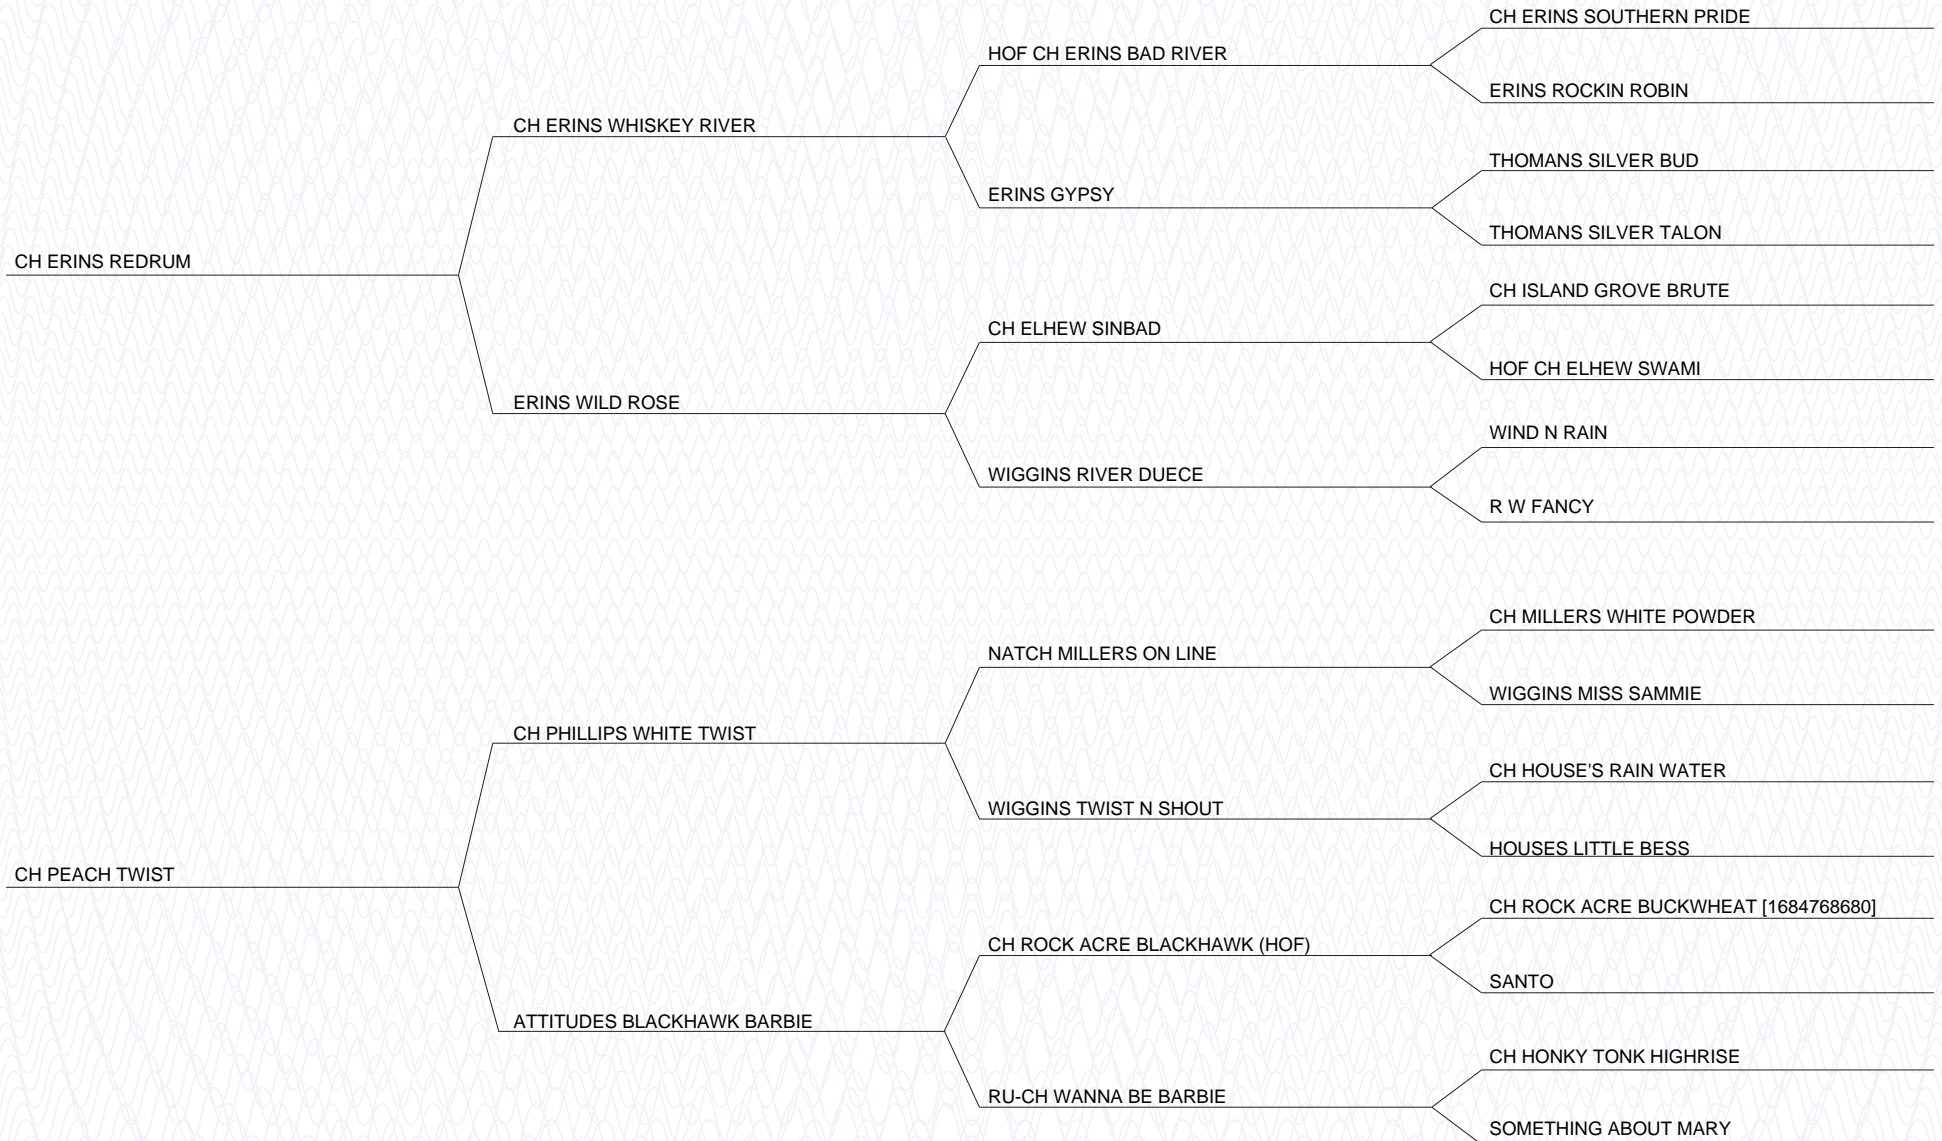 CH ERINS SOUTHERN PRIDE
HOF CH ERINS BAD RIVER
ERINS ROCKIN ROBIN
CH ERINS WHISKEY RIVER
THOMANS SILVER BUD
ERINS GYPSY
THOMANS SILVER TALON
CH ERINS REDRUM
CH ISLAND GROVE BRUTE
CH ELHEW SINBAD
HOF CH ELHEW SWAMI
ERINS WILD ROSE
WIND N RAIN
WIGGINS RIVER DUECE
R W FANCY
CH MILLERS WHITE POWDER
NATCH MILLERS ON LINE
WIGGINS MISS SAMMIE
CH PHILLIPS WHITE TWIST
CH HOUSE'S RAIN WATER
WIGGINS TWIST N SHOUT
HOUSES LITTLE BESS
CH PEACH TWIST
CH ROCK ACRE BUCKWHEAT [1684768680]
CH ROCK ACRE BLACKHAWK (HOF)
SANTO
ATTITUDES BLACKHAWK BARBIE
CH HONKY TONK HIGHRISE
RU-CH WANNA BE BARBIE
SOMETHING ABOUT MARY